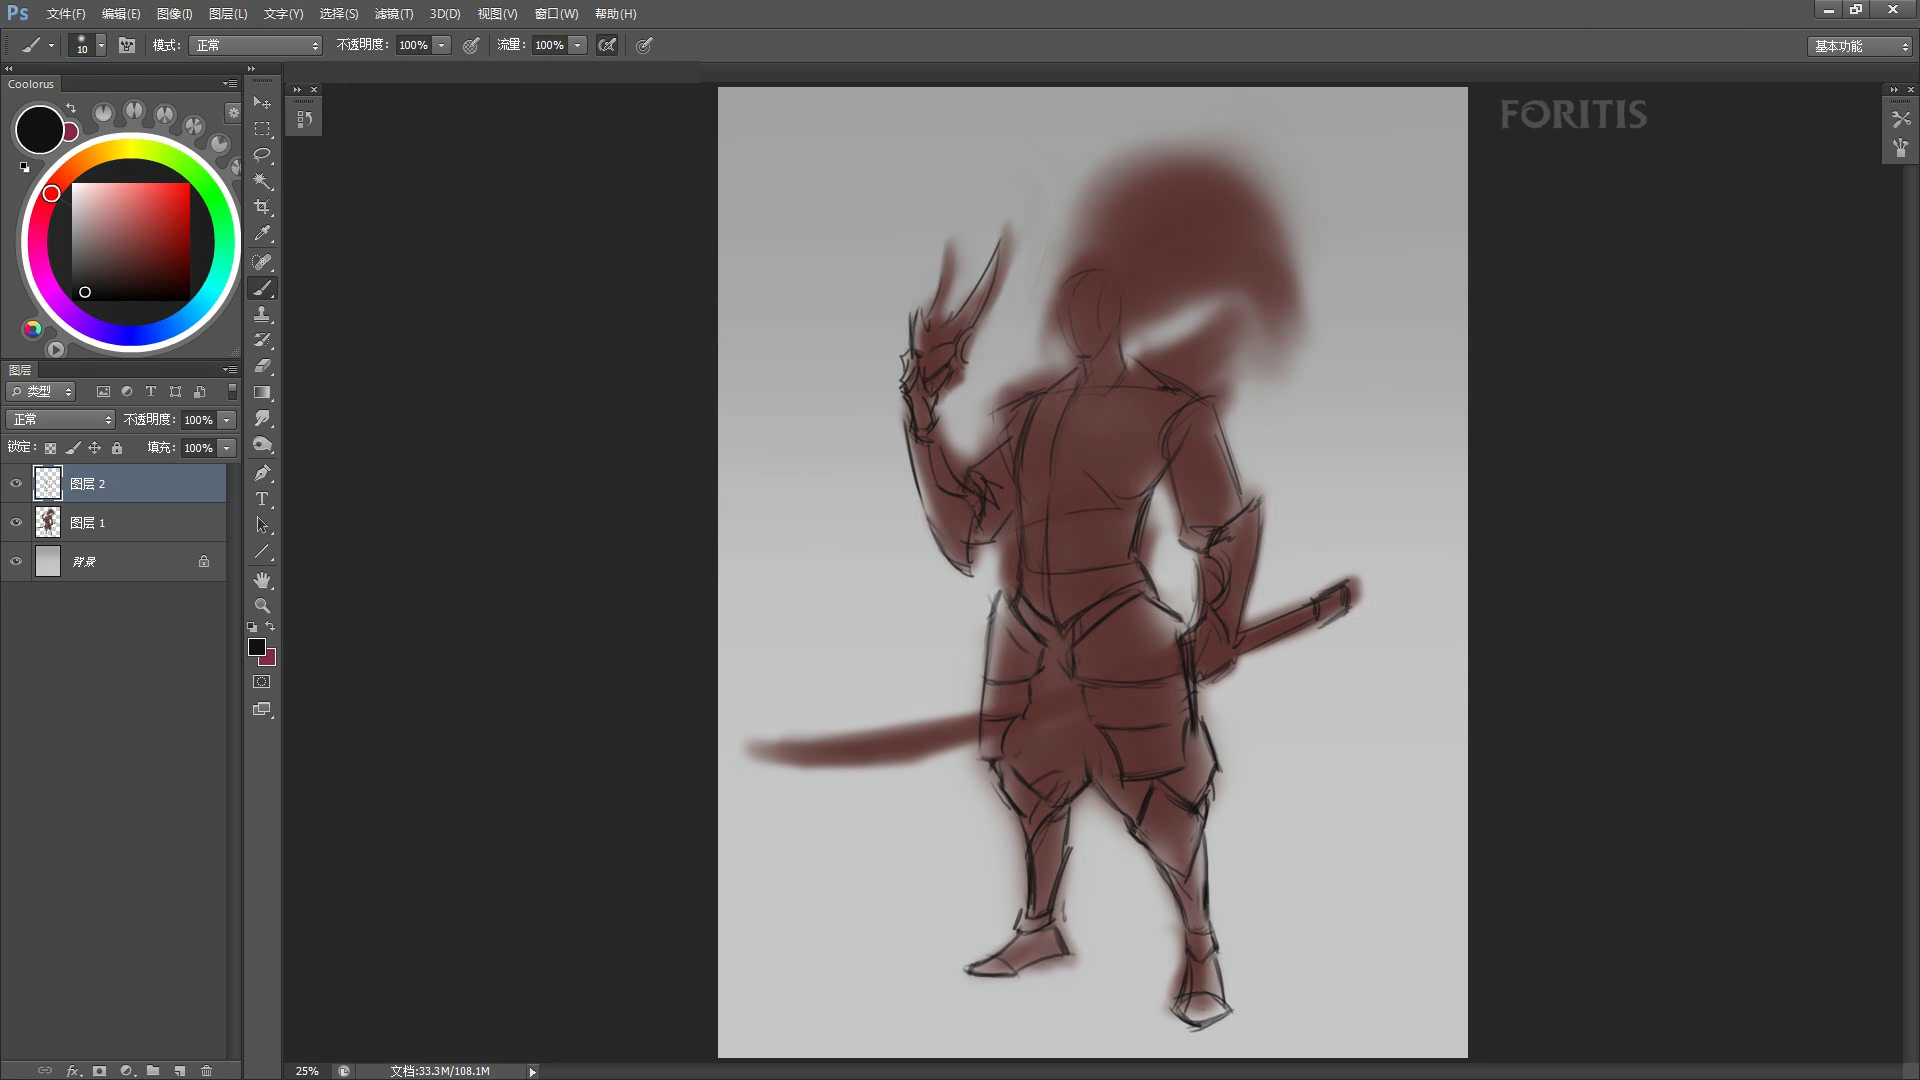 Ps 文件(F) 编辑(E) 图像(I) 图层(L) 文字(Y) 选择(S) 滤镜(T) 3D(D) 视图(V) 窗口(W) 帮助(H)
10 模式: 正常 不透明度: 100% 流量: 100% 基本功能
Coolorus
FORITIS
图层
类型 T
正常 不透明度: 100%
锁定: 填充: 100%
图层 2
图层 1
背景
T
fx
25% 文档:33.3M/108.1M